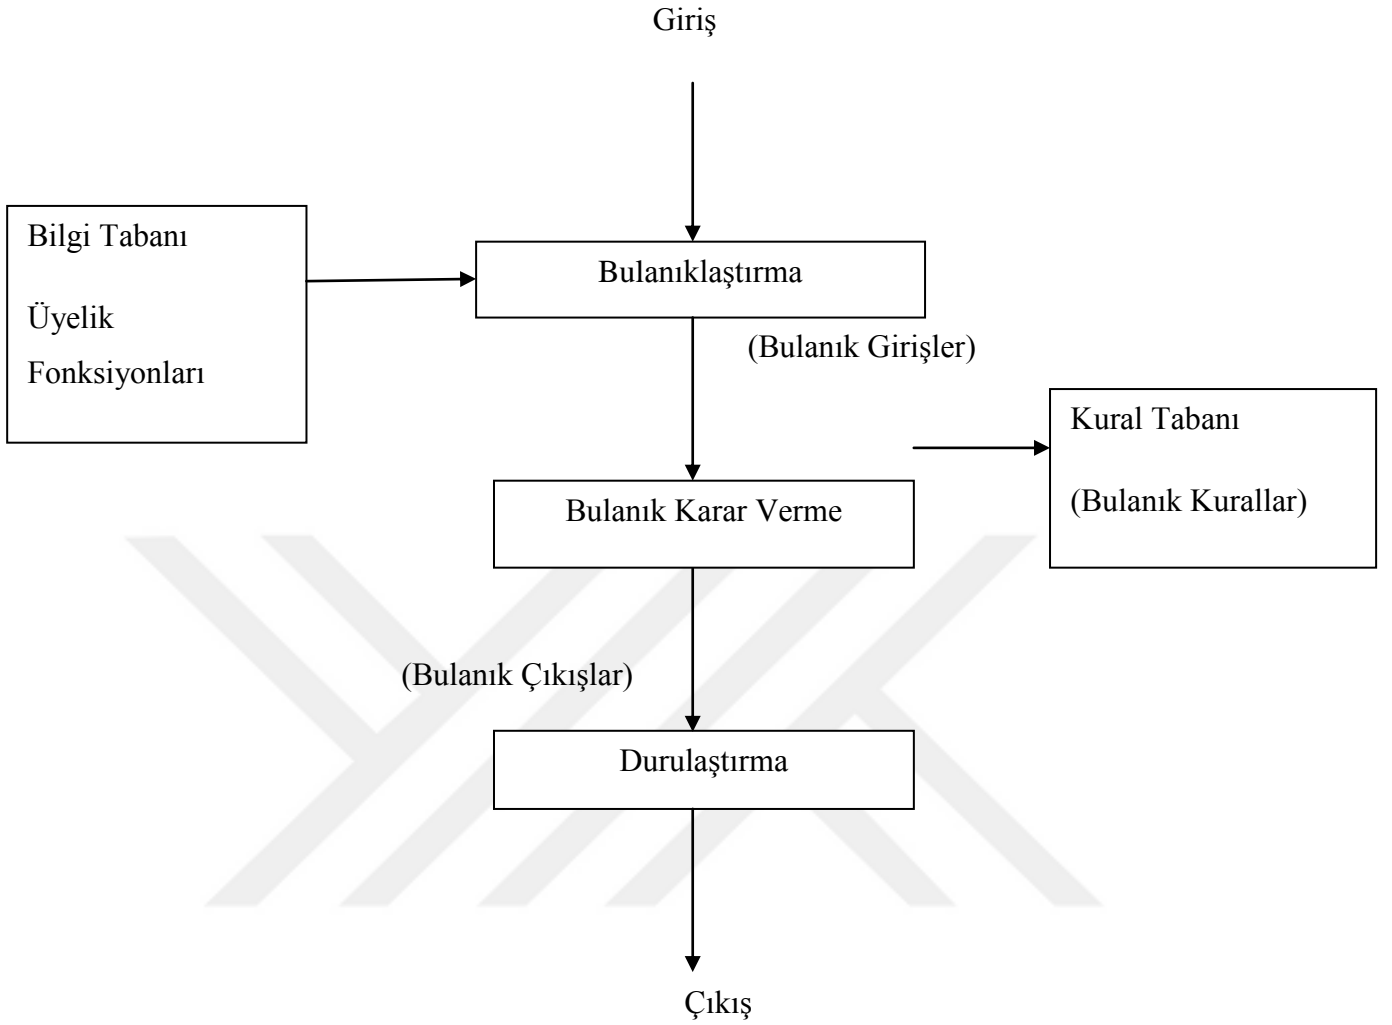 Giriş
Bilgi Tabanı
Üyelik
Fonksiyonları
Bulanıklaştırma
(Bulanık Girişler)
Kural Tabanı
(Bulanık Kurallar)
Bulanık Karar Verme
(Bulanık Çıkışlar)
Durulaştırma
Çıkış